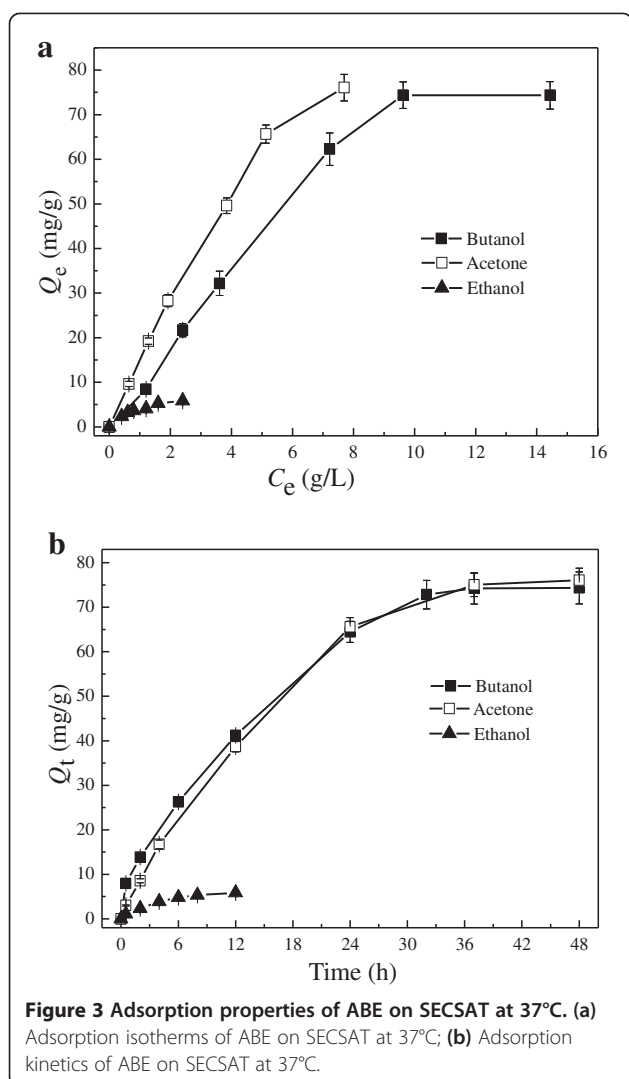 a
80
70
60
50
40
30
20
10
0
Qe (mg/g)
Butanol
Acetone
Ethanol
0 2 4 6 8 10 12 14 16
Ce (g/L)
b
80
70
60
50
40
30
20
10
0
Qt (mg/g)
Butanol
Acetone
Ethanol
0 6 12 18 24 30 36 42 48
Time (h)
Figure 3 Adsorption properties of ABE on SECSAT at 37°C. (a)
Adsorption isotherms of ABE on SECSAT at 37°C; (b) Adsorption
kinetics of ABE on SECSAT at 37°C.